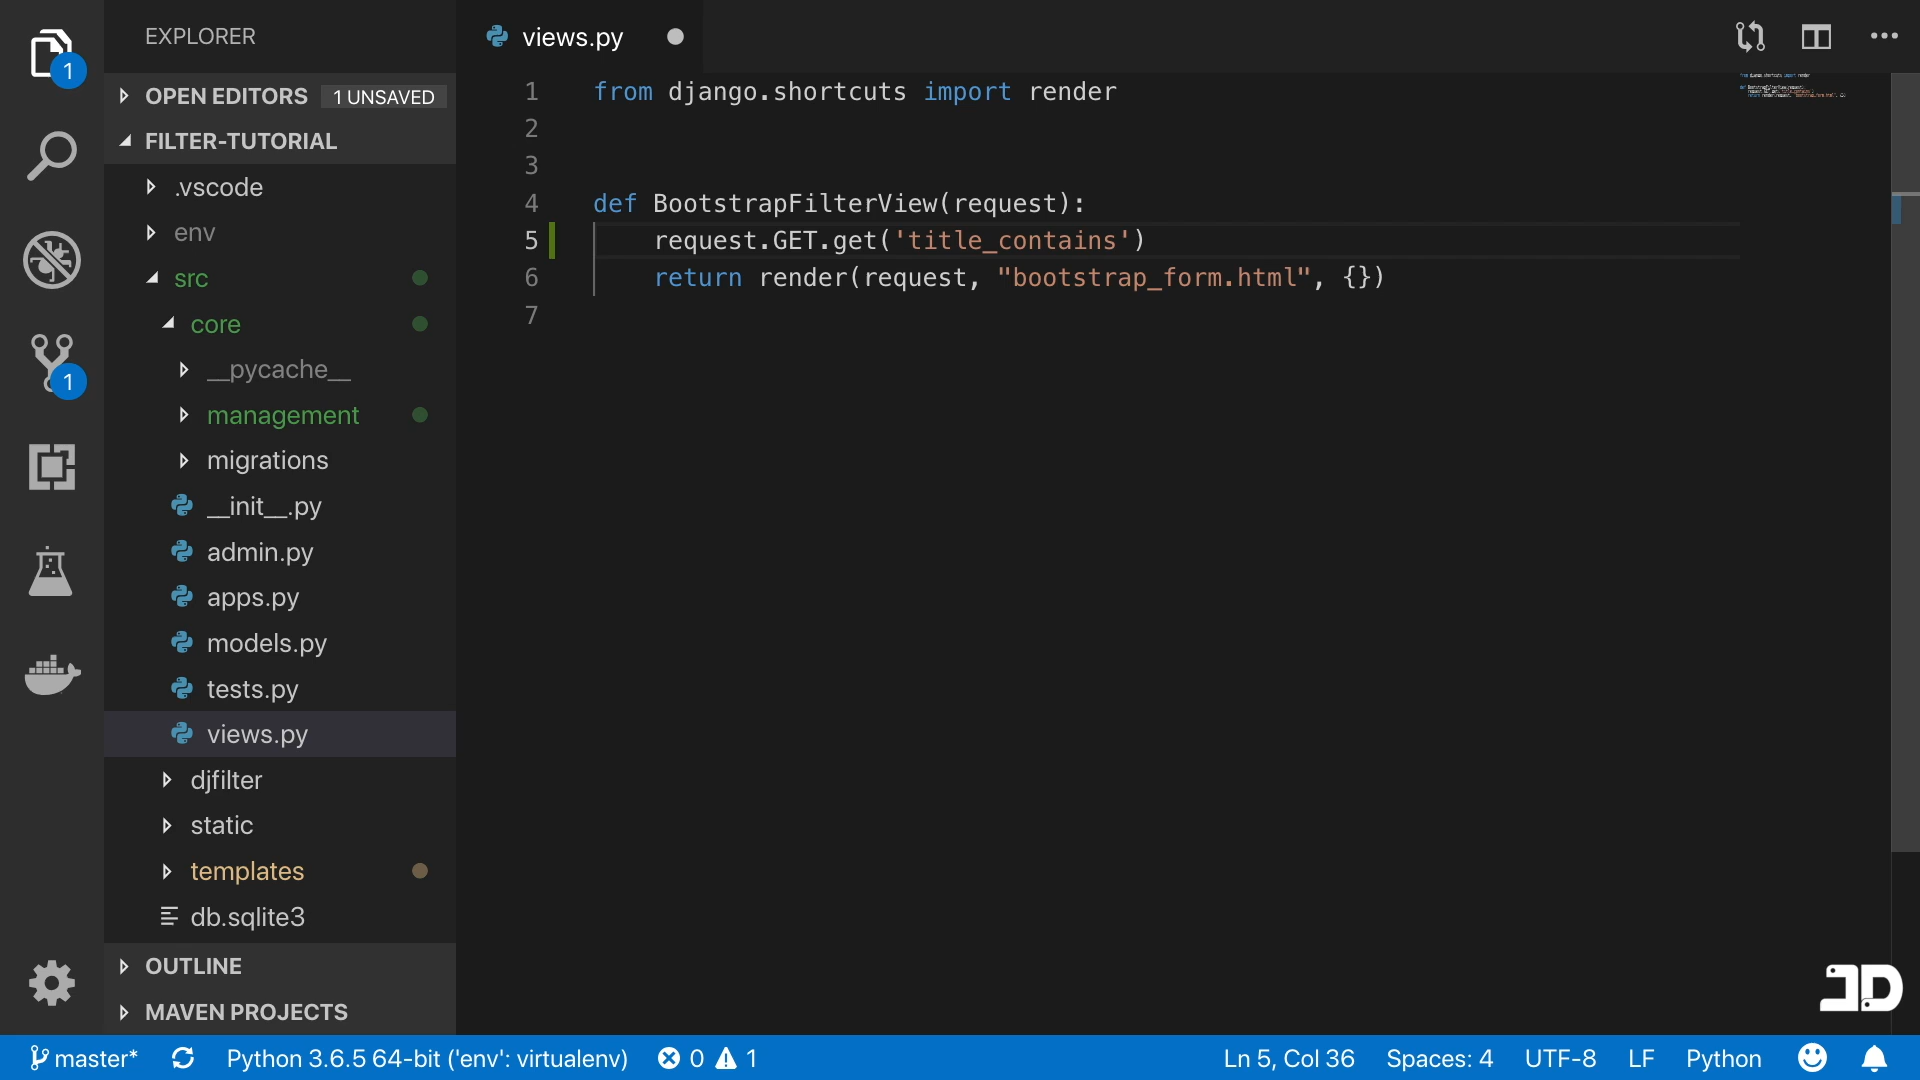 EXPLORER
OPEN EDITORS 1 UNSAVED
FILTER-TUTORIAL
.vscode
env
src
core
__pycache__
management
migrations
__init__.py
admin.py
apps.py
models.py
tests.py
views.py
djfilter
static
templates
db.sqlite3
OUTLINE
MAVEN PROJECTS
1
1
views.py
1 from django.shortcuts import render
2
3
4 def BootstrapFilterView(request):
5 request.GET.get('title_contains')
6 return render(request, "bootstrap_form.html", {})
7
JD
master* Python 3.6.5 64-bit ('env': virtualenv) 0 1 Ln 5, Col 36 Spaces: 4 UTF-8 LF Python